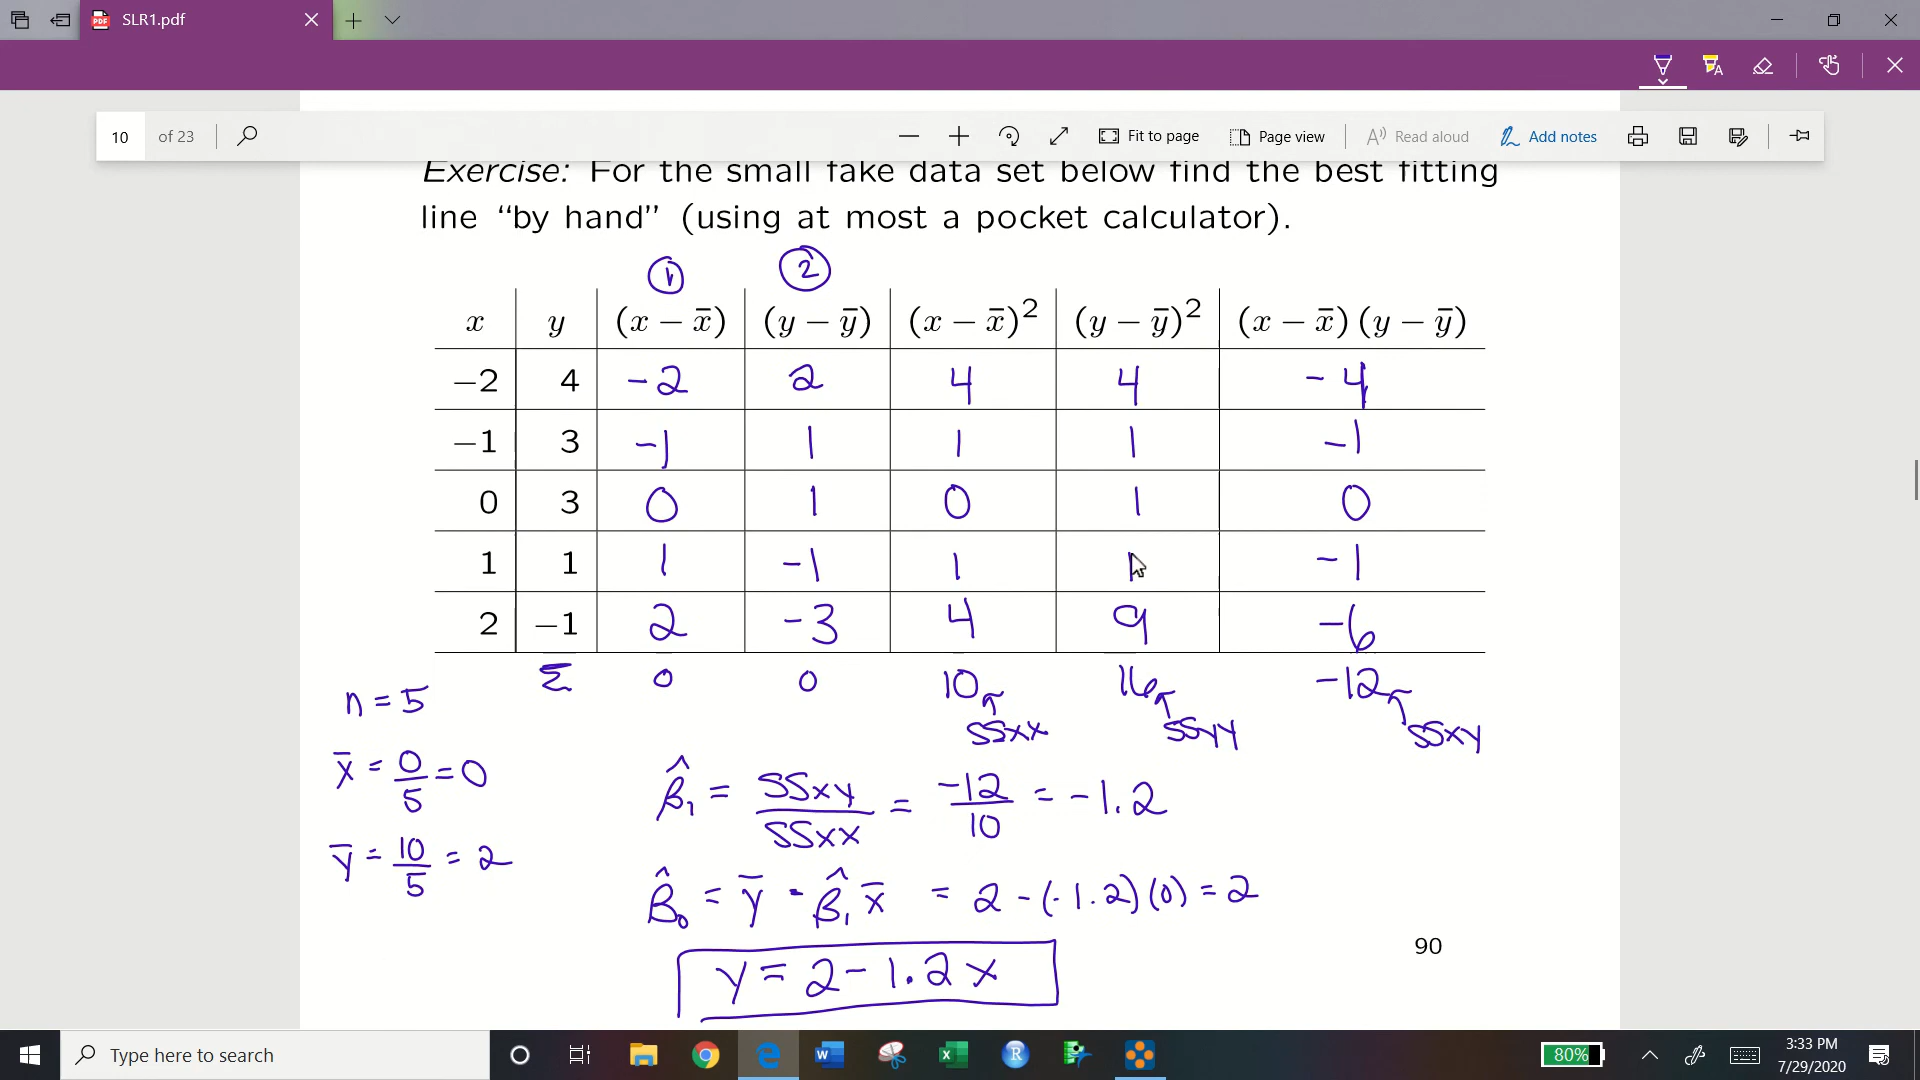 SLR1.pdf
10 of 23
Fit to page
Page view
Read aloud
Add notes
Exercise: For the small fake data set below find the best fitting
line “by hand” (using at most a pocket calculator).
① ②
x y (x − x̄) (y − ȳ) (x − x̄)² (y − ȳ)² (x − x̄)(y − ȳ)
−2 4 -2 2 4 4 -4
−1 3 -1 1 1 1 -1
0 3 0 1 0 1 0
1 1 1 -1 1 1 -1
2 −1 2 -3 4 9 -6
Σ 0 0 10 16 -12
SSxx SSyy SSxy
n = 5
x̄ = 0/5 = 0
ȳ = 10/5 = 2
β̂₁ = SSxy/SSxx = -12/10 = -1.2
β̂₀ = ȳ - β̂₁ x̄ = 2 - (-1.2)(0) = 2
y = 2 - 1.2x
90
Type here to search
80%
3:33 PM
7/29/2020